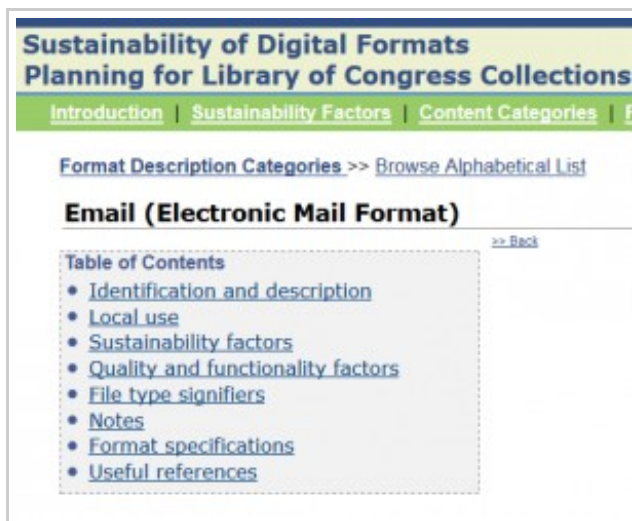 Sustainability of Digital Formats
Planning for Library of Congress Collections
Introduction | Sustainability Factors | Content Categories |
Format Description Categories >> Browse Alphabetical List
Email (Electronic Mail Format)
>> Back
Table of Contents
• Identification and description
• Local use
• Sustainability factors
• Quality and functionality factors
• File type signifiers
• Notes
• Format specifications
• Useful references